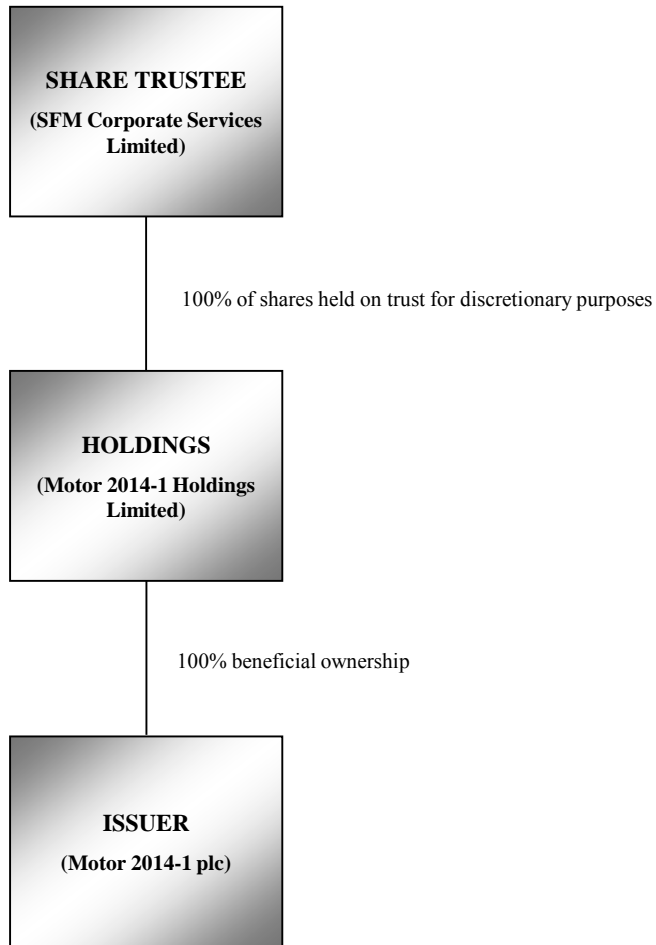 SHARE TRUSTEE
(SFM Corporate Services
Limited)
100% of shares held on trust for discretionary purposes
HOLDINGS
(Motor 2014-1 Holdings
Limited)
100% beneficial ownership
ISSUER
(Motor 2014-1 plc)